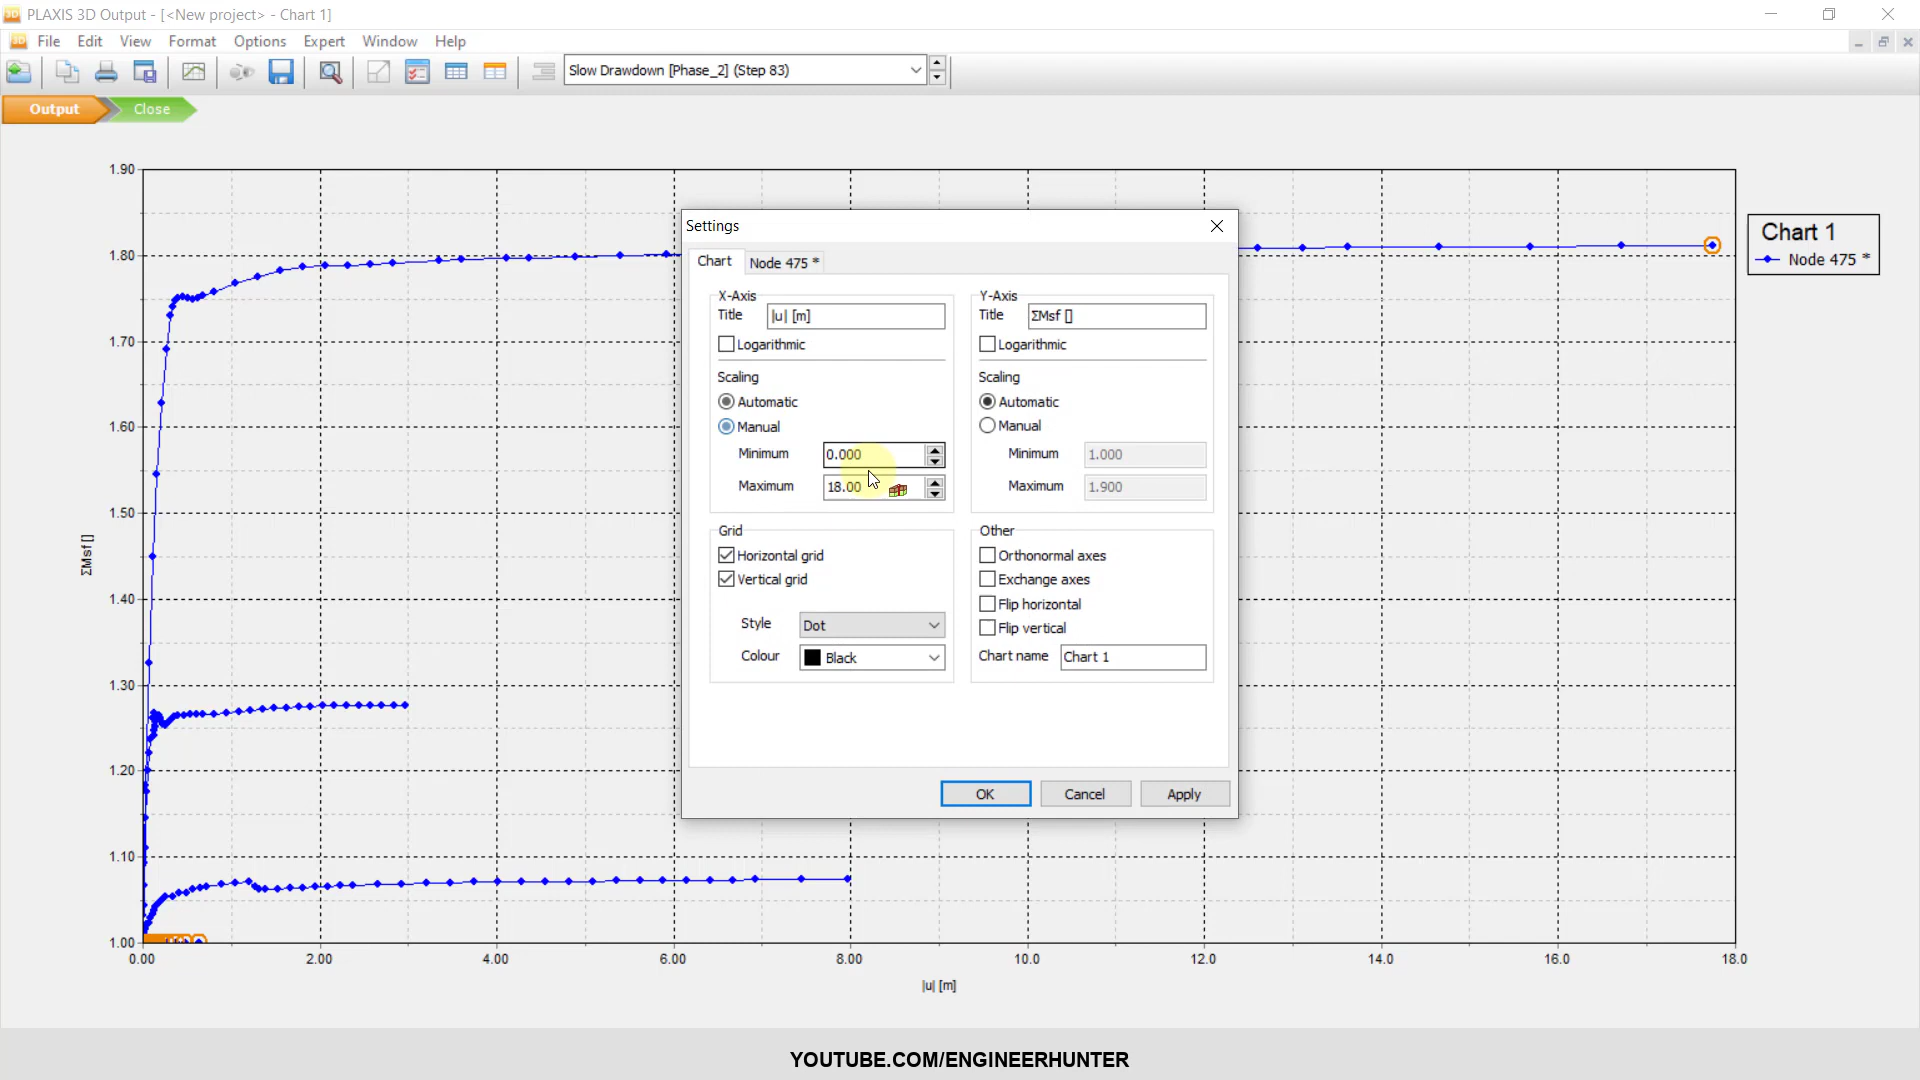 PLAXIS 3D Output - [<New project> - Chart 1]
File Edit View Format Options Expert Window Help
Slow Drawdown [Phase_2] (Step 83)
Output Close
Chart 1
Node 475 *
Settings
Chart Node 475 *
X-Axis
Title |u| [m]
Logarithmic
Scaling
Automatic
Manual
Minimum 0.000
Maximum 18.00
Y-Axis
Title ΣMsf []
Logarithmic
Scaling
Automatic
Manual
Minimum 1.000
Maximum 1.900
Grid
Horizontal grid
Vertical grid
Style Dot
Colour Black
Other
Orthonormal axes
Exchange axes
Flip horizontal
Flip vertical
Chart name Chart 1
OK Cancel Apply
1.90
1.80
1.70
1.60
1.50
1.40
1.30
1.20
1.10
1.00
ΣMsf []
0.00 2.00 4.00 6.00 8.00 10.0 12.0 14.0 16.0 18.0
|u| [m]
YOUTUBE.COM/ENGINEERHUNTER